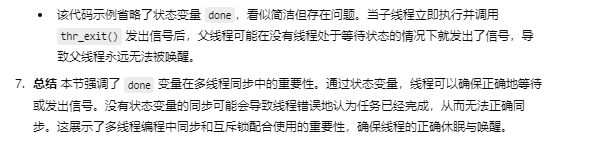 • 该代码示例省略了状态变量 done，看似简洁但存在问题。当子线程立即执行并调用
thr_exit() 发出信号后，父线程可能在没有线程处于等待状态的情况下就发出了信号，导
致父线程永远无法被唤醒。
7. 总结 本节强调了 done 变量在多线程同步中的重要性。通过状态变量，线程可以确保正确地等待
或发出信号。没有状态变量的同步可能会导致线程错误地认为任务已经完成，从而无法正确同
步。这展示了多线程编程中同步和互斥锁配合使用的重要性，确保线程的正确休眠与唤醒。